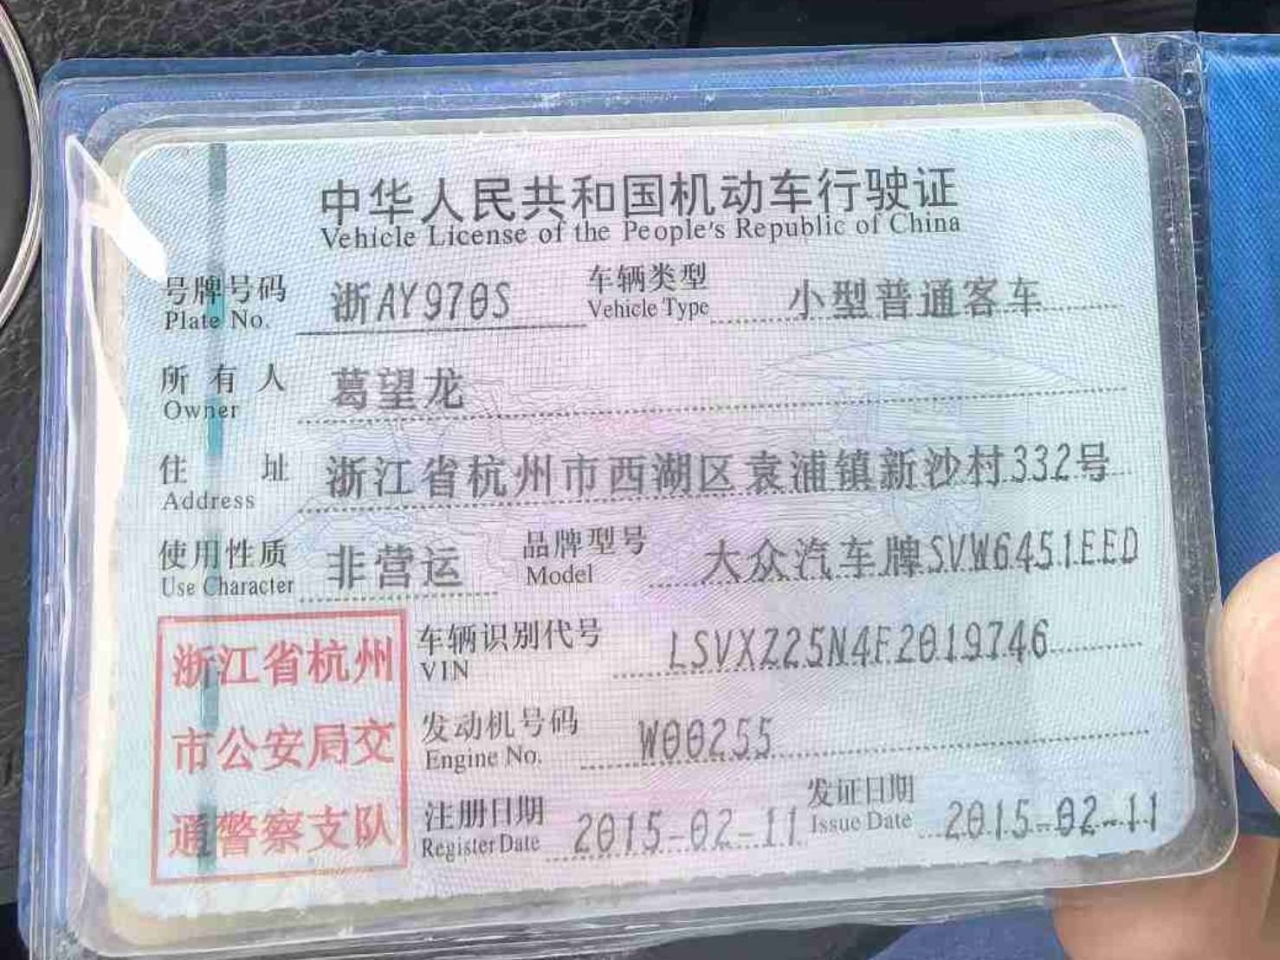 中华人民共和国机动车行驶证
Vehicle License of the People's Republic of China
号牌号码 浙AY970S 车辆类型 小型普通客车
Plate No. Vehicle Type
所有人 葛望龙
Owner
住址 浙江省杭州市西湖区袁浦镇新沙村332号
Address
使用性质 非营运 品牌型号 大众汽车牌SVW6451EED
Use Character Model
车辆识别代号 LSVXZ25N4F2019746
VIN
发动机号码 W00255
Engine No.
注册日期 2015-02-11 发证日期 2015-02-11
Register Date Issue Date
浙江省杭州
市公安局交
通警察支队